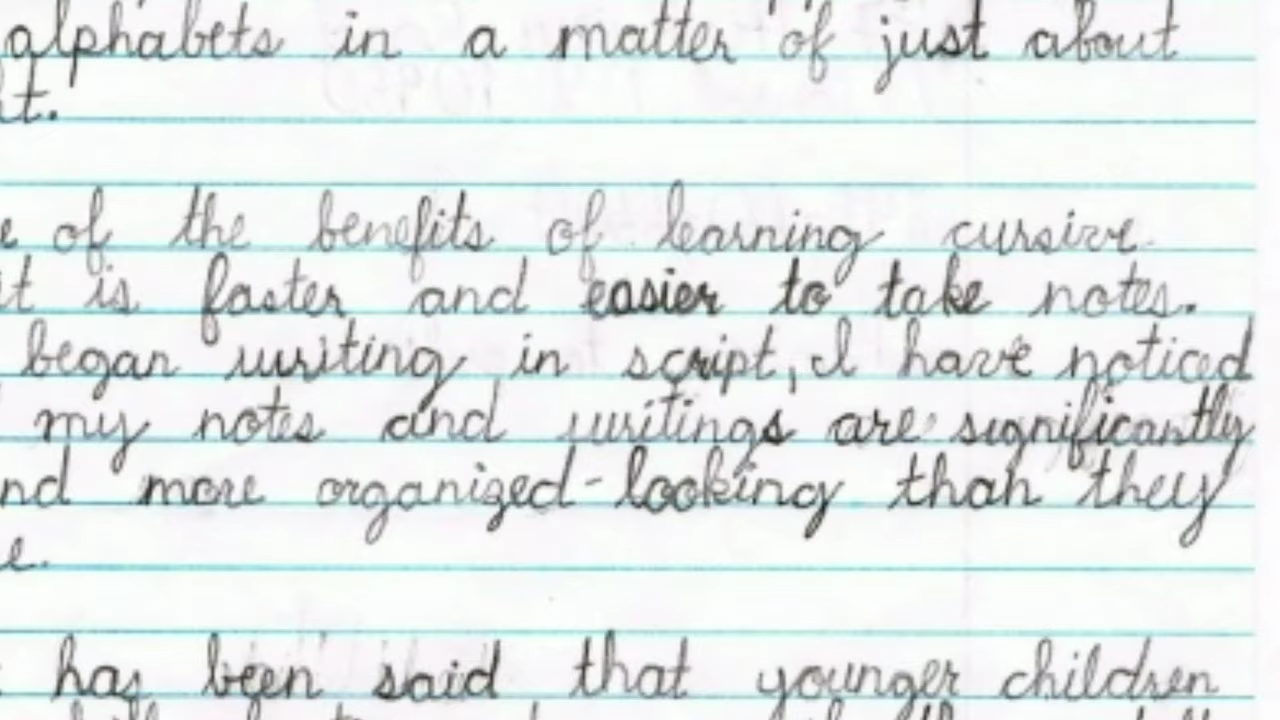 alphabets in a matter of just about
of the benefits of learning cursive
it is faster and easier to take notes.
began writing in script, I have noticed
my notes and writings are significantly
more organized-looking than they
has been said that younger children